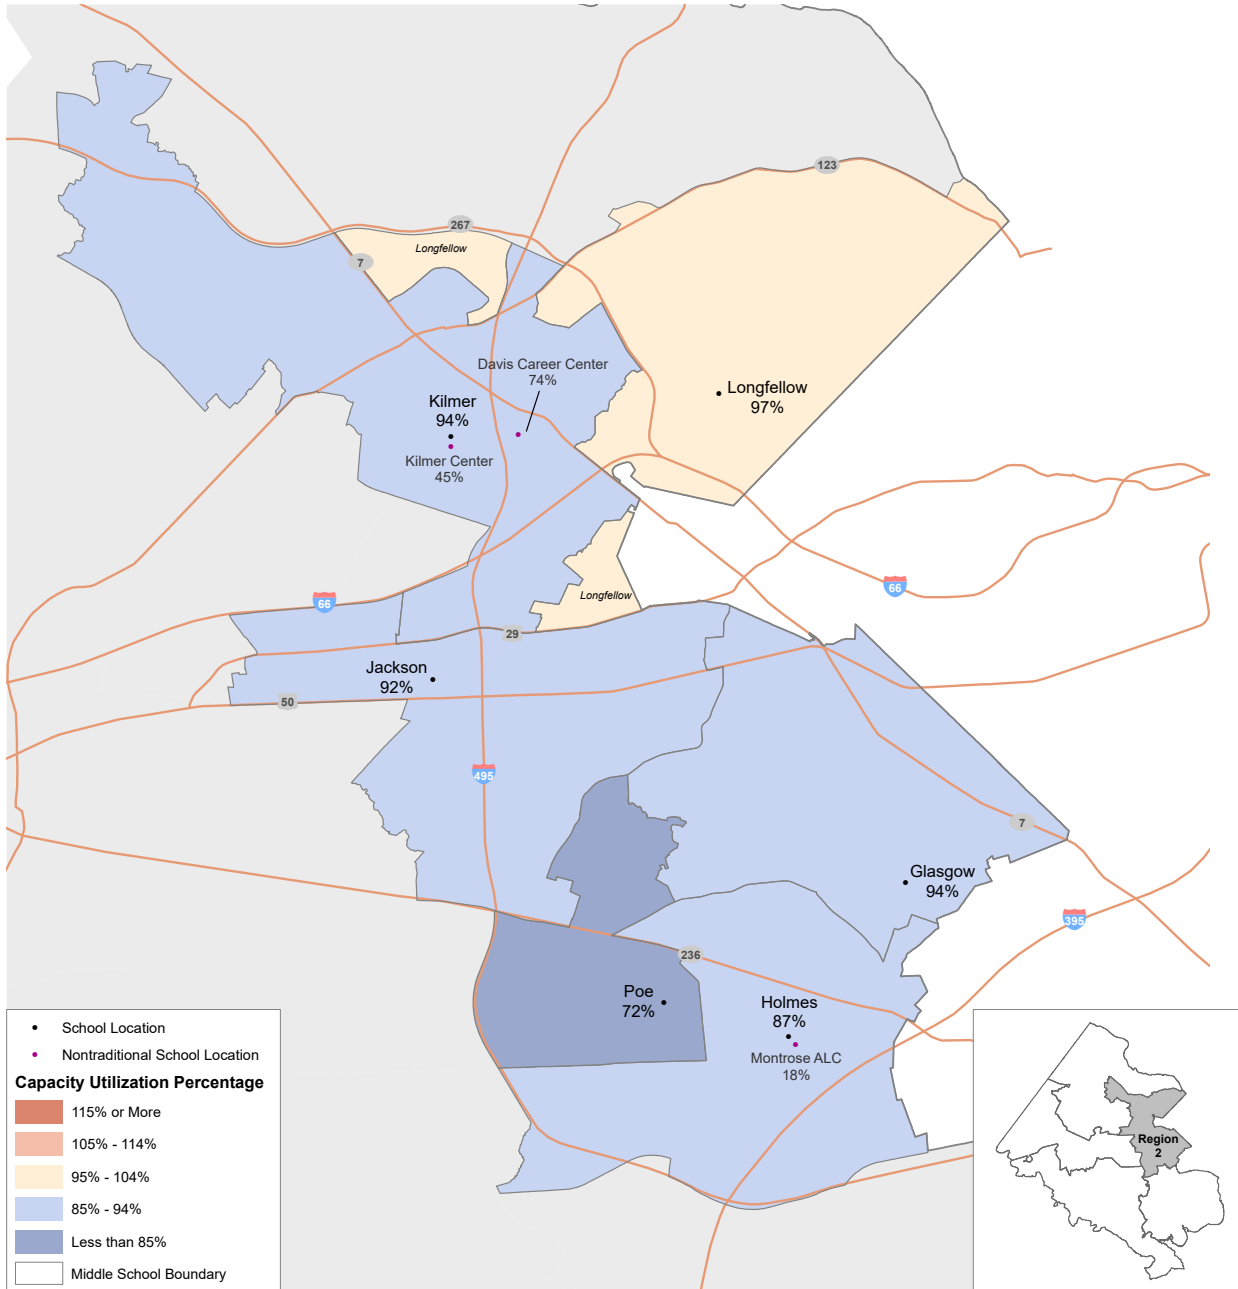 123
267
Longfellow
7
Davis Career Center
74%
Longfellow
97%
Kilmer
94%
Kilmer Center
45%
66
66
Longfellow
29
Jackson
92%
50
495
7
Glasgow
94%
395
236
Poe
72%
Holmes
87%
Montrose ALC
18%
School Location
Nontraditional School Location
Capacity Utilization Percentage
115% or More
105% - 114%
95% - 104%
85% - 94%
Less than 85%
Middle School Boundary
Region
2